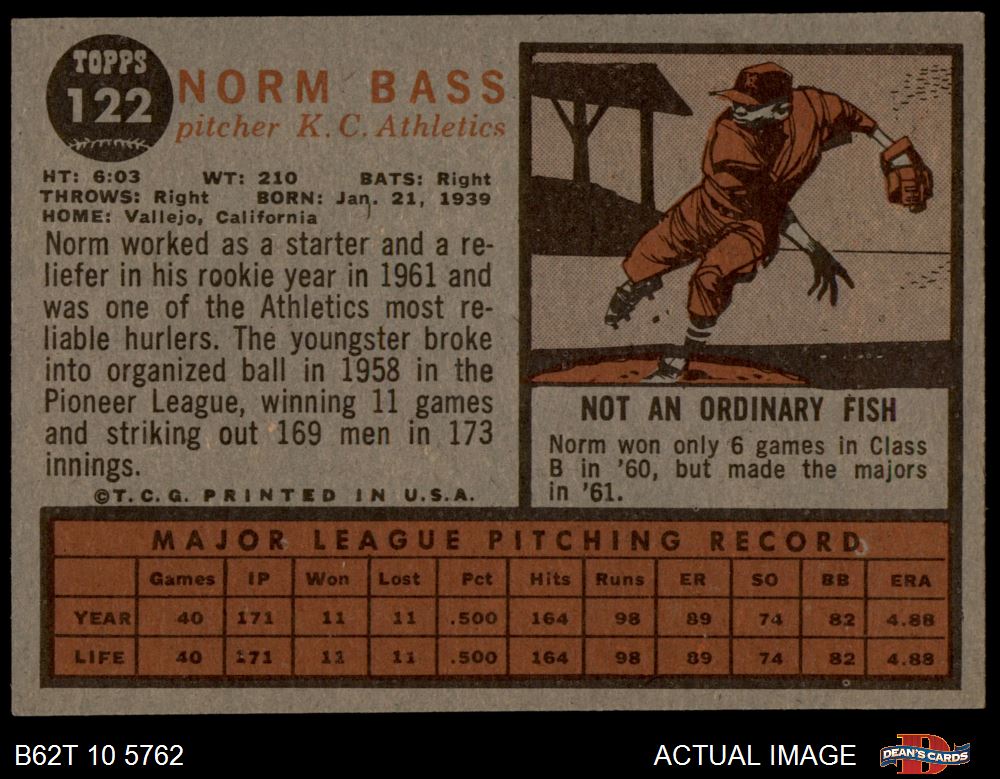 TOPPS
122
NORM BASS
pitcher K. C. Athletics
HT: 6:03 WT: 210 BATS: Right
THROWS: Right BORN: Jan. 21, 1939
HOME: Vallejo, California
Norm worked as a starter and a re-
liefer in his rookie year in 1961 and
was one of the Athletics most re-
liable hurlers. The youngster broke
into organized ball in 1958 in the
Pioneer League, winning 11 games
and striking out 169 men in 173
innings.
©T. C. G. PRINTED IN U.S.A.
NOT AN ORDINARY FISH
Norm won only 6 games in Class
B in '60, but made the majors
in '61.
MAJOR LEAGUE PITCHING RECORD
Games IP Won Lost Pct Hits Runs ER SO BB ERA
YEAR 40 171 11 11 .500 164 98 89 74 82 4.88
LIFE 40 171 11 11 .500 164 98 89 74 82 4.88
B62T 10 5762
ACTUAL IMAGE
DEAN'S CARDS